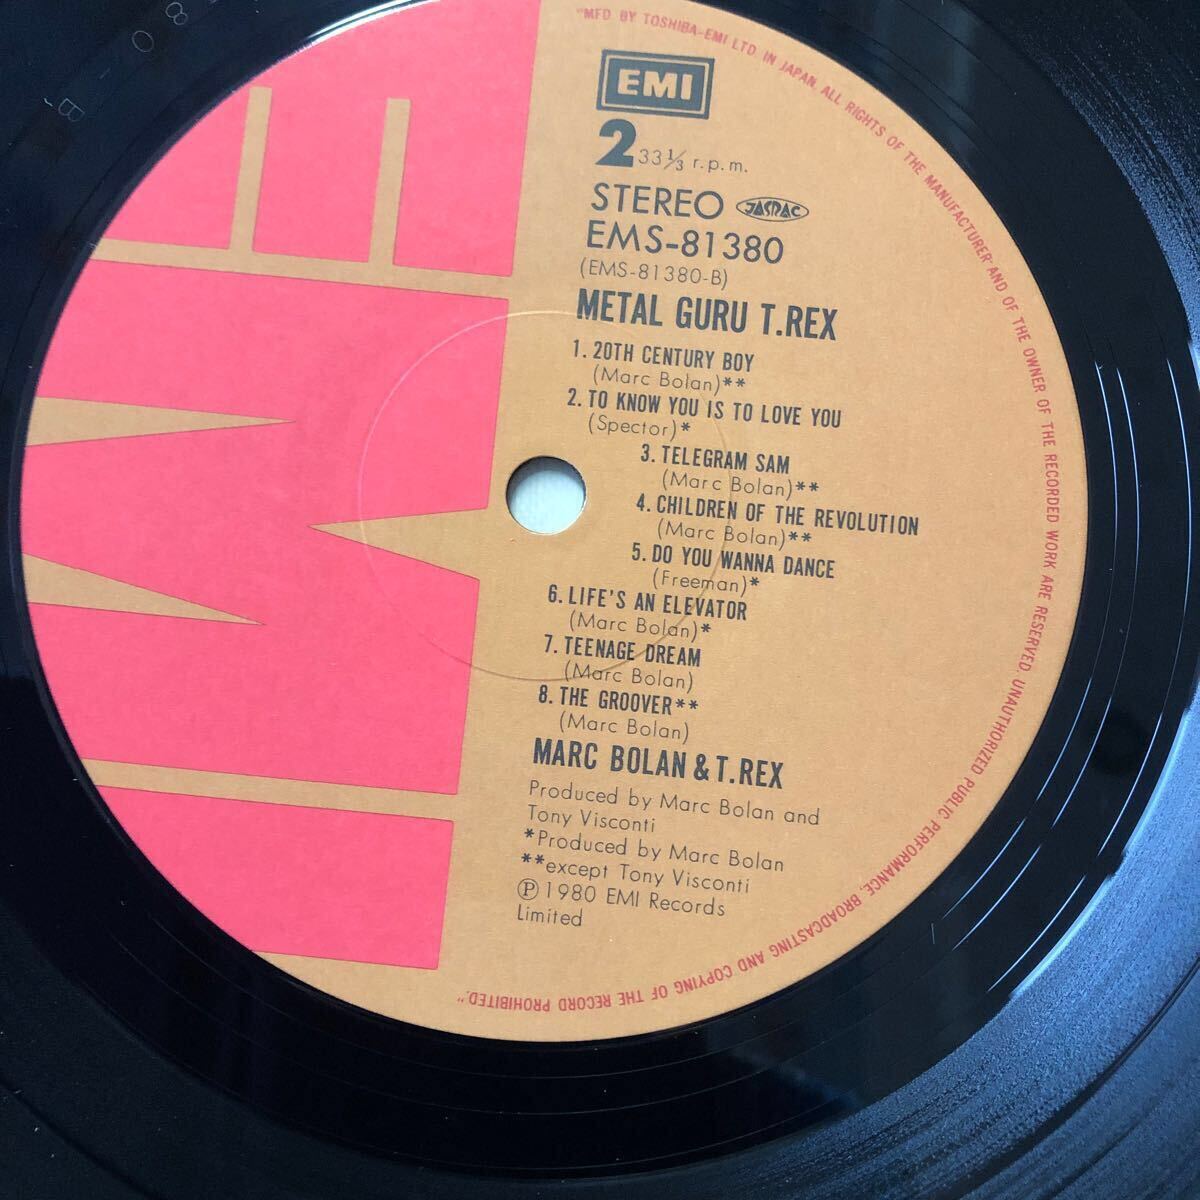 "MFD BY TOSHIBA-EMI LTD. IN JAPAN. ALL RIGHTS OF THE MANUFACTURER AND OF THE OWNER OF THE RECORDED WORK ARE RESERVED. UNAUTHORIZED PUBLIC PERFORMANCE, BROADCASTING AND COPYING OF THE RECORD PROHIBITED."
EMI
2 33 1/3 r.p.m.
STEREO JASRAC
EMS-81380
(EMS-81380-B)
METAL GURU T.REX
1. 20TH CENTURY BOY
(Marc Bolan)**
2. TO KNOW YOU IS TO LOVE YOU
(Spector)*
3. TELEGRAM SAM
(Marc Bolan)**
4. CHILDREN OF THE REVOLUTION
(Marc Bolan)**
5. DO YOU WANNA DANCE
(Freeman)*
6. LIFE'S AN ELEVATOR
(Marc Bolan)*
7. TEENAGE DREAM
(Marc Bolan)
8. THE GROOVER**
(Marc Bolan)
MARC BOLAN & T.REX
Produced by Marc Bolan and
Tony Visconti
*Produced by Marc Bolan
**except Tony Visconti
Ⓟ 1980 EMI Records
Limited